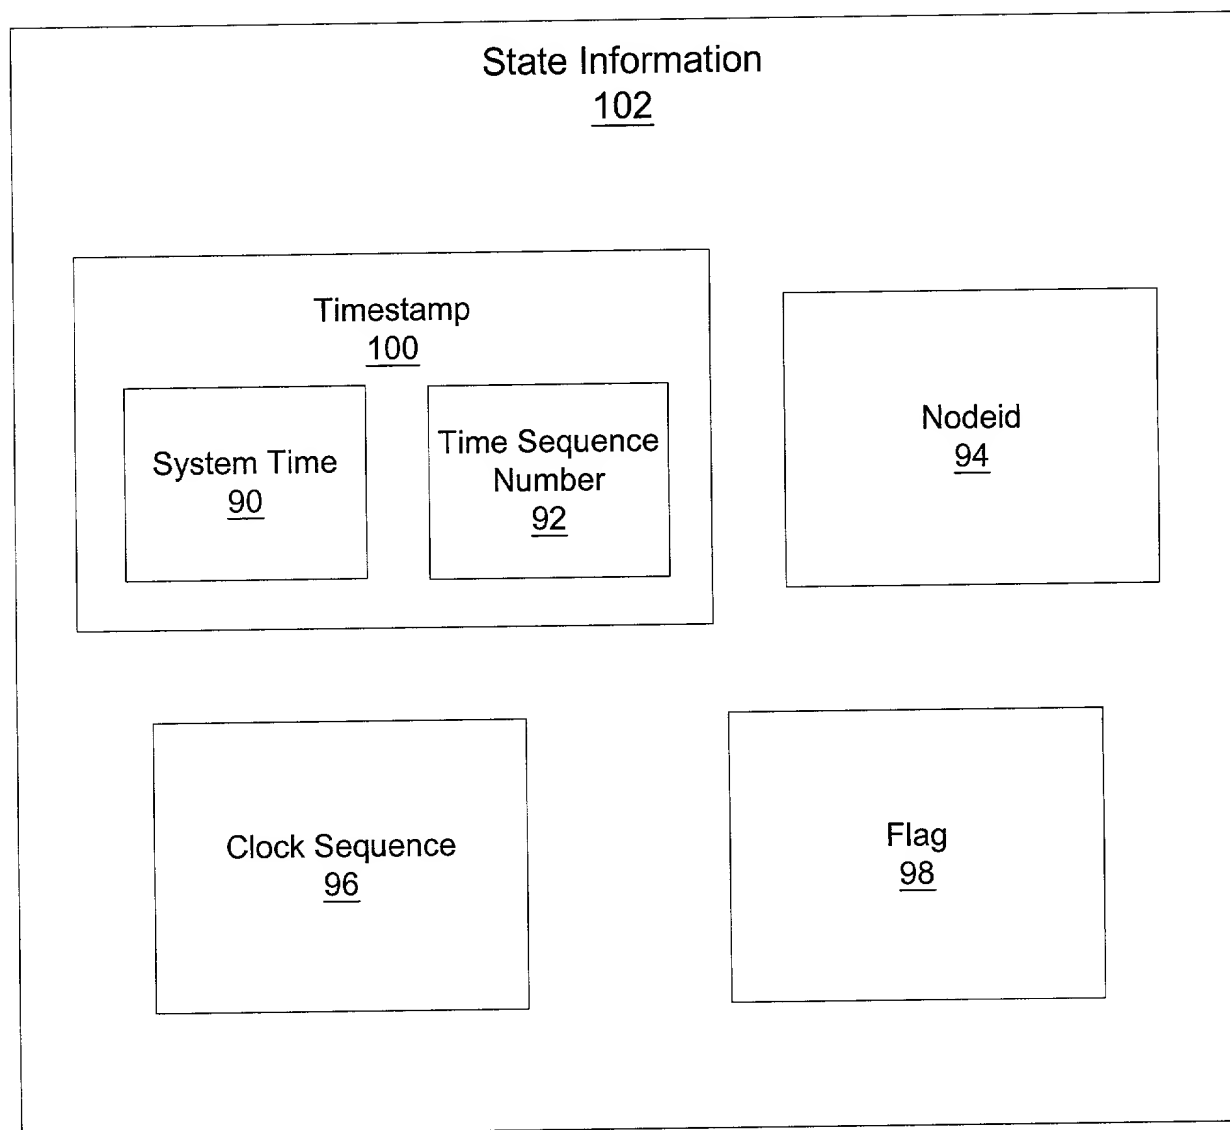 State Information
102
Timestamp
100
System Time
90
Time Sequence
Number
92
Nodeid
94
Clock Sequence
96
Flag
98